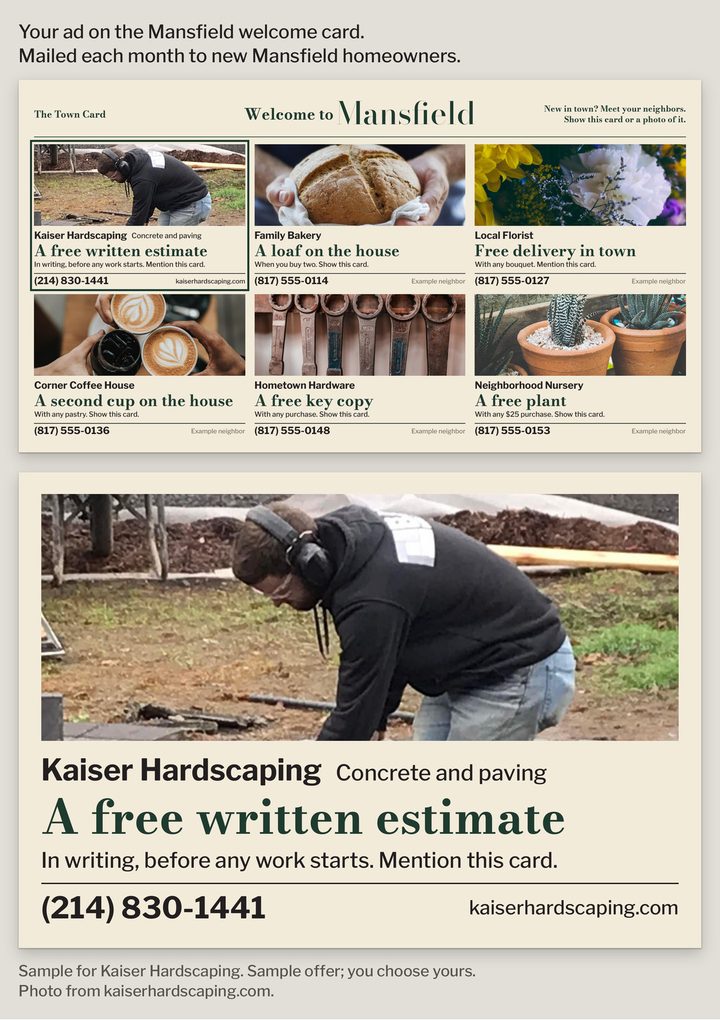 Your ad on the Mansfield welcome card.
Mailed each month to new Mansfield homeowners.
The Town Card
Welcome to Mansfield
New in town? Meet your neighbors.
Show this card or a photo of it.
Kaiser Hardscaping Concrete and paving
A free written estimate
In writing, before any work starts. Mention this card.
(214) 830-1441 kaiserhardscaping.com
Family Bakery
A loaf on the house
When you buy two. Show this card.
(817) 555-0114 Example neighbor
Local Florist
Free delivery in town
With any bouquet. Mention this card.
(817) 555-0127 Example neighbor
Corner Coffee House
A second cup on the house
With any pastry. Show this card.
(817) 555-0136 Example neighbor
Hometown Hardware
A free key copy
With any purchase. Show this card.
(817) 555-0148 Example neighbor
Neighborhood Nursery
A free plant
With any $25 purchase. Show this card.
(817) 555-0153 Example neighbor
Kaiser Hardscaping Concrete and paving
A free written estimate
In writing, before any work starts. Mention this card.
(214) 830-1441 kaiserhardscaping.com
Sample for Kaiser Hardscaping. Sample offer; you choose yours.
Photo from kaiserhardscaping.com.